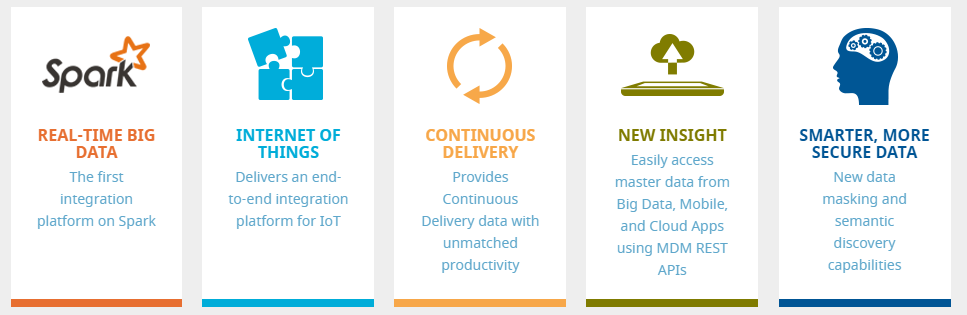 Spark
REAL-TIME BIG
DATA
The first
integration
platform on Spark
INTERNET OF
THINGS
Delivers an end-
to-end integration
platform for IoT
CONTINUOUS
DELIVERY
Provides
Continuous
Delivery data with
unmatched
productivity
NEW INSIGHT
Easily access
master data from
Big Data, Mobile,
and Cloud Apps
using MDM REST
APIs
SMARTER, MORE
SECURE DATA
New data
masking and
semantic
discovery
capabilities